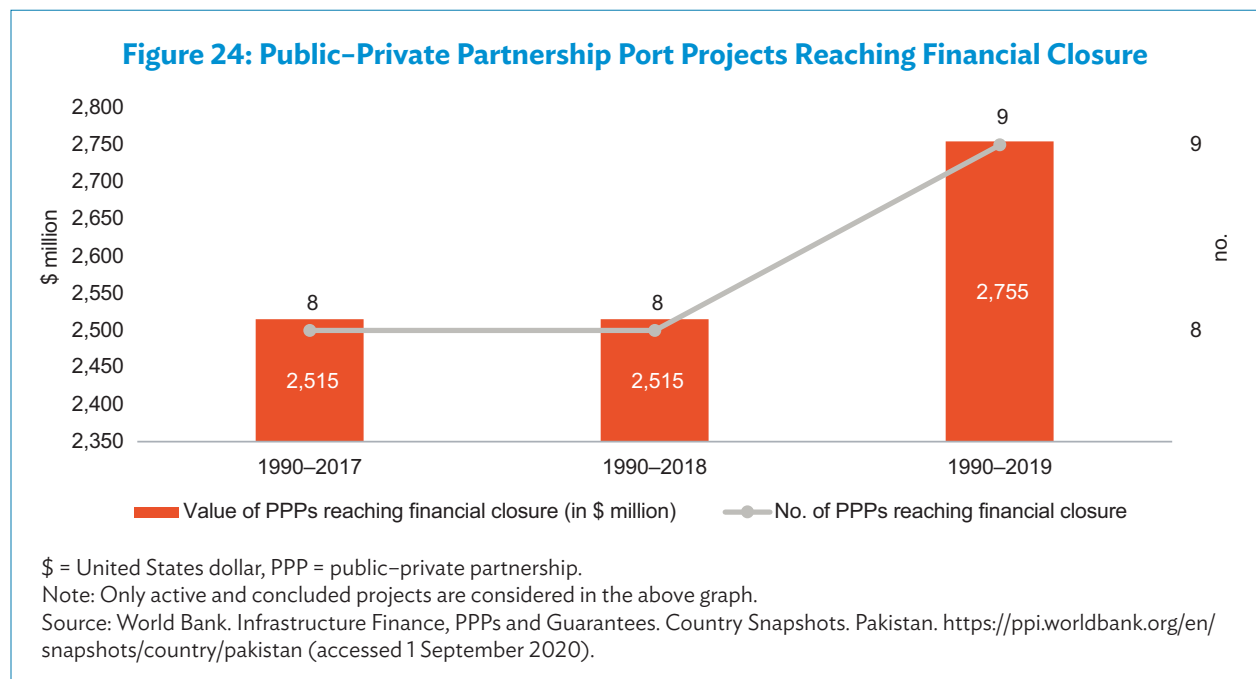 Figure 24: Public–Private Partnership Port Projects Reaching Financial Closure
2,800
2,750
2,700
2,650
2,600
2,550
2,500
2,450
2,400
2,350
$ million
8
8
9
2,515
2,515
2,755
9
8
no.
1990–2017
1990–2018
1990–2019
Value of PPPs reaching financial closure (in $ million)
No. of PPPs reaching financial closure
$ = United States dollar, PPP = public–private partnership.
Note: Only active and concluded projects are considered in the above graph.
Source: World Bank. Infrastructure Finance, PPPs and Guarantees. Country Snapshots. Pakistan. https://ppi.worldbank.org/en/
snapshots/country/pakistan (accessed 1 September 2020).